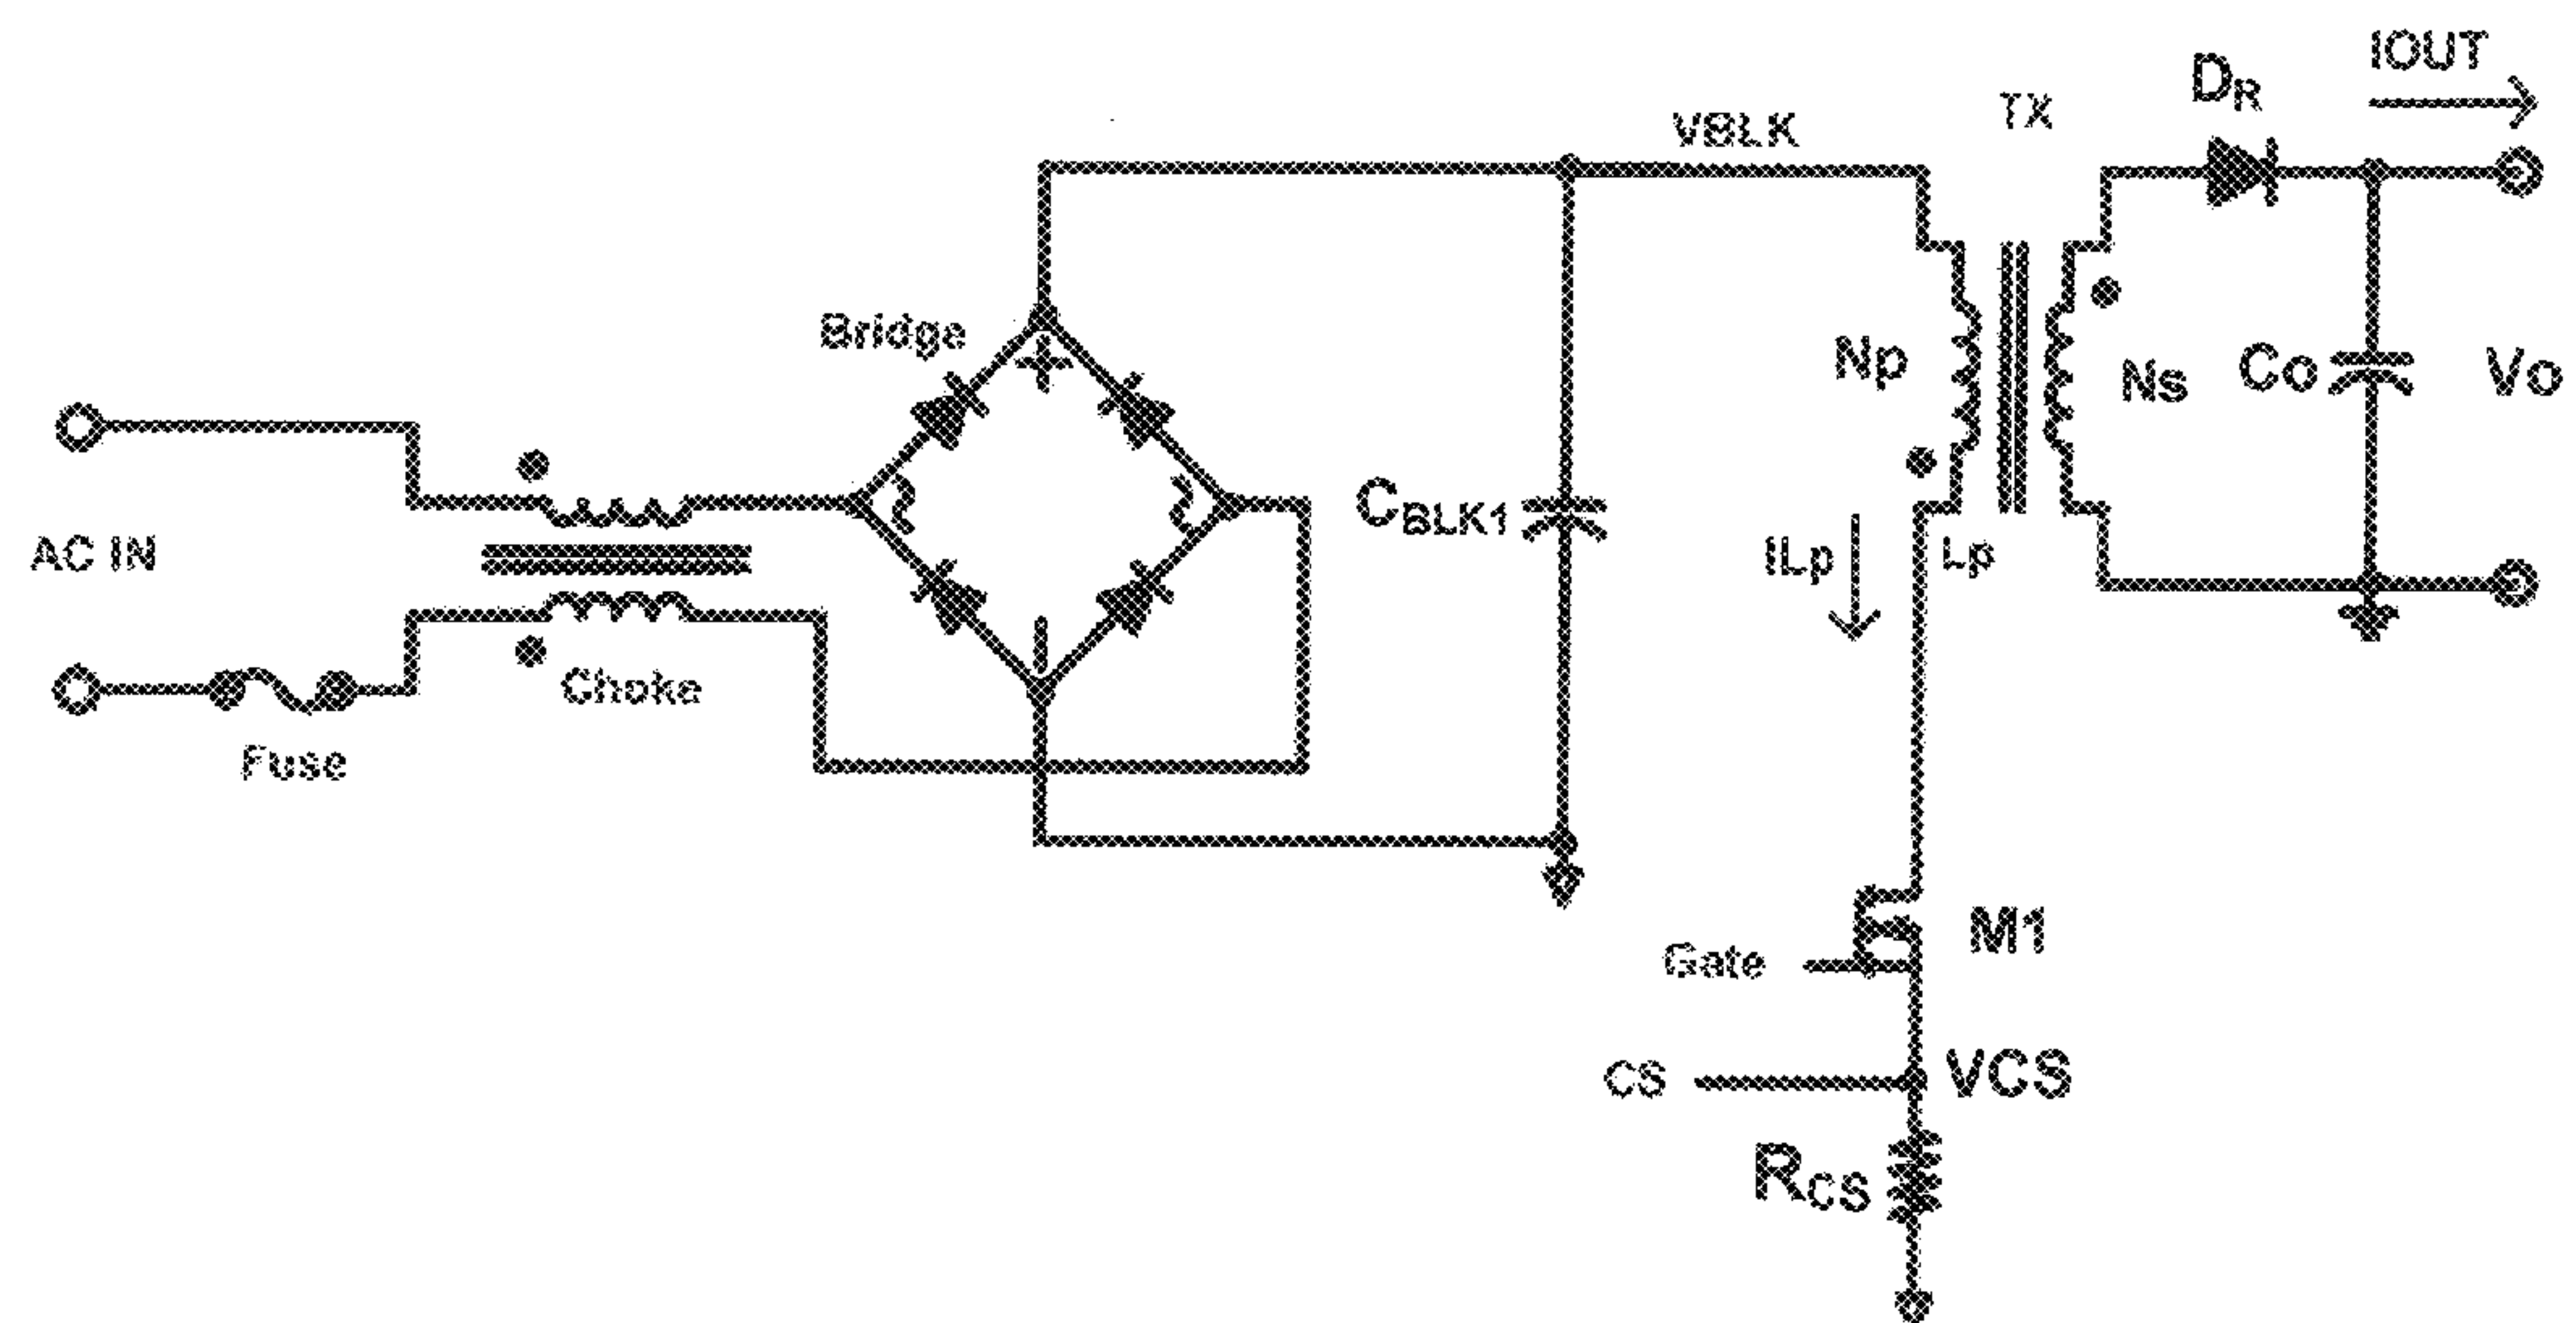 IOUT
DR
TX
VBLK
Bridge
+
Np
Ns
Co
Vo
~
~
CBLK1
AC IN
ILp
Lp
-
Choke
Fuse
M1
Gate
CS
VCS
RCS